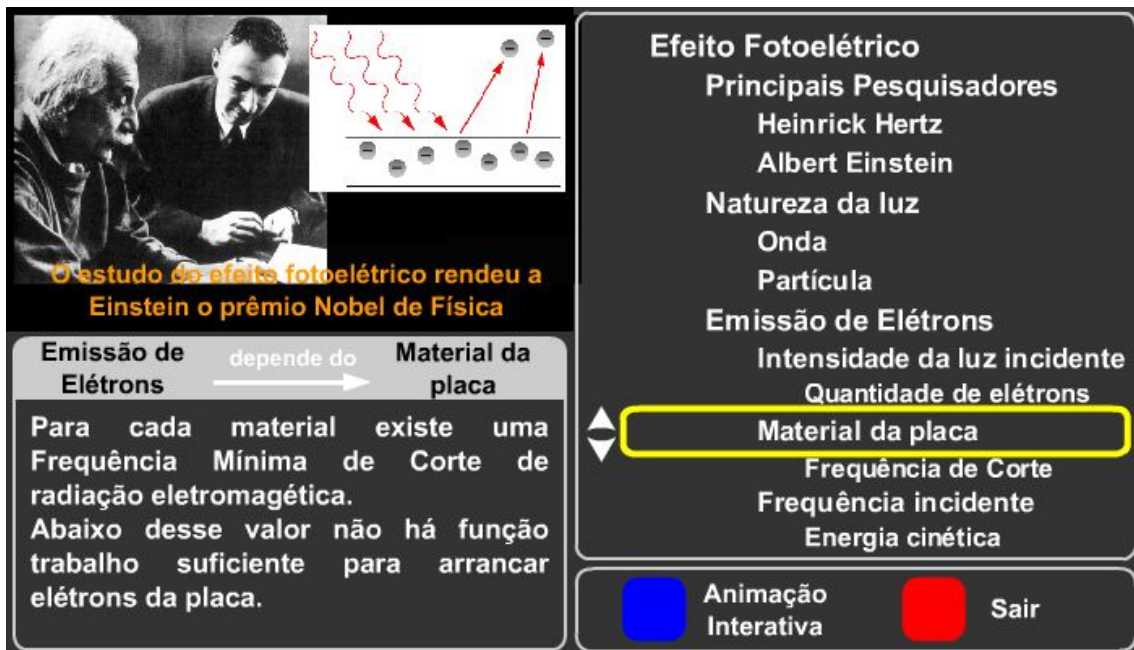 O estudo do efeito fotoelétrico rendeu a
Einstein o prêmio Nobel de Física
Emissão de
Elétrons
depende do
Material da
placa
Para cada material existe uma
Frequência Mínima de Corte de
radiação eletromagética.
Abaixo desse valor não há função
trabalho suficiente para arrancar
elétrons da placa.
Efeito Fotoelétrico
Principais Pesquisadores
Heinrick Hertz
Albert Einstein
Natureza da luz
Onda
Partícula
Emissão de Elétrons
Intensidade da luz incidente
Quantidade de elétrons
Material da placa
Frequência de Corte
Frequência incidente
Energia cinética
Animação
Interativa
Sair